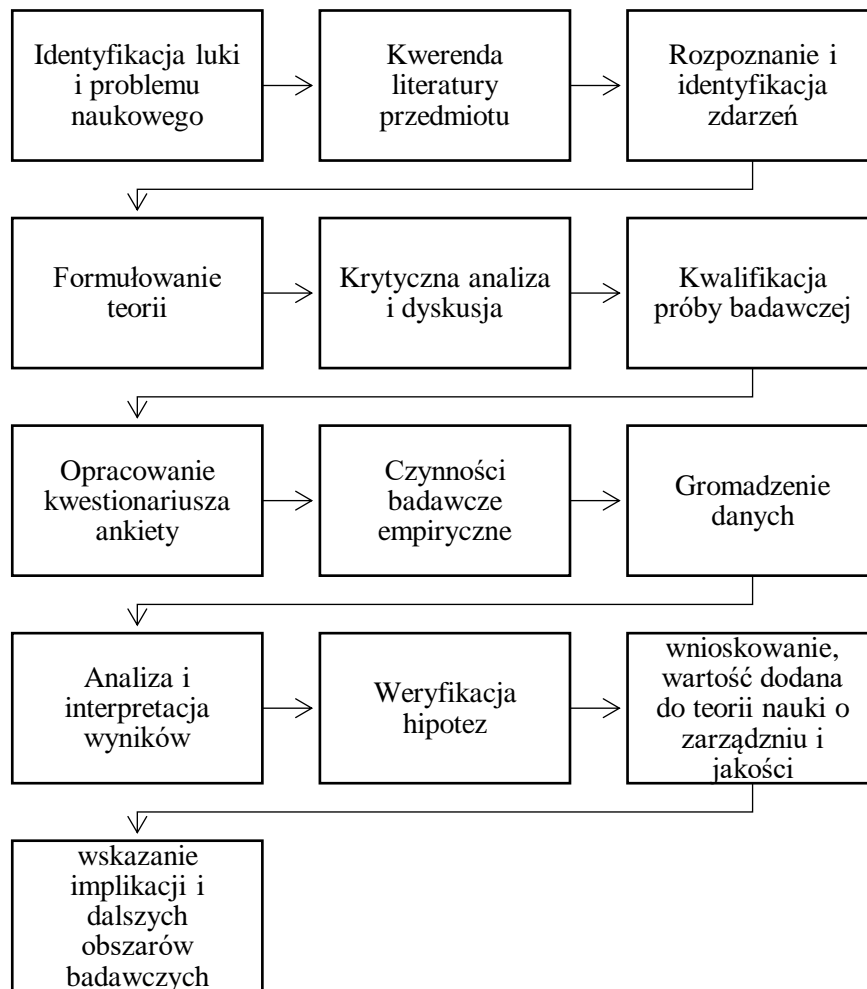 Identyfikacja luki
i problemu
naukowego
Kwerenda
literatury
przedmiotu
Rozpoznanie i
identyfikacja
zdarzeń
Formułowanie
teorii
Krytyczna analiza
i dyskusja
Kwalifikacja
próby badawczej
Opracowanie
kwestionariusza
ankiety
Czynności
badawcze
empiryczne
Gromadzenie
danych
Analiza i
interpretacja
wyników
Weryfikacja
hipotez
wnioskowanie,
wartość dodana
do teorii nauki o
zarządzniu i
jakości
wskazanie
implikacji i
dalszych
obszarów
badawczych